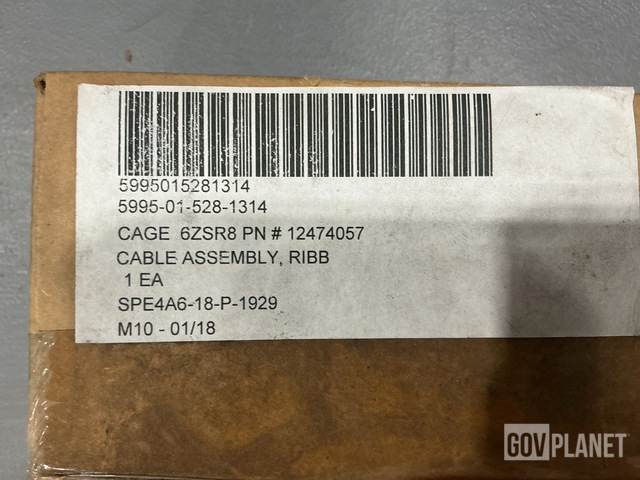 5995015281314
5995-01-528-1314
CAGE 6ZSR8 PN # 12474057
CABLE ASSEMBLY, RIBB
1 EA
SPE4A6-18-P-1929
M10 - 01/18
GOVPLANET